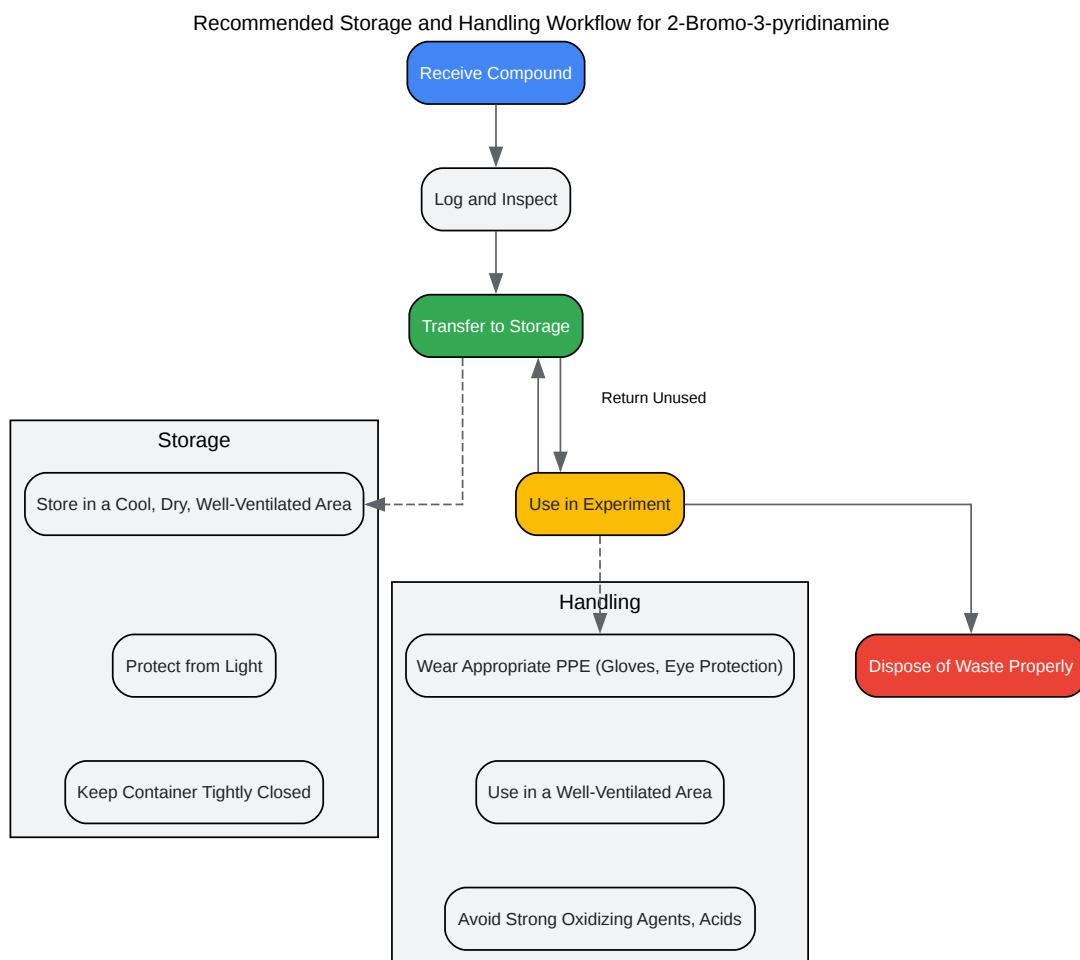 Recommended Storage and Handling Workflow for 2-Bromo-3-pyridinamine
Receive Compound
Log and Inspect
Transfer to Storage
Return Unused
Storage
Store in a Cool, Dry, Well-Ventilated Area
Use in Experiment
Handling
Protect from Light
Wear Appropriate PPE (Gloves, Eye Protection)
Dispose of Waste Properly
Keep Container Tightly Closed
Use in a Well-Ventilated Area
Avoid Strong Oxidizing Agents, Acids